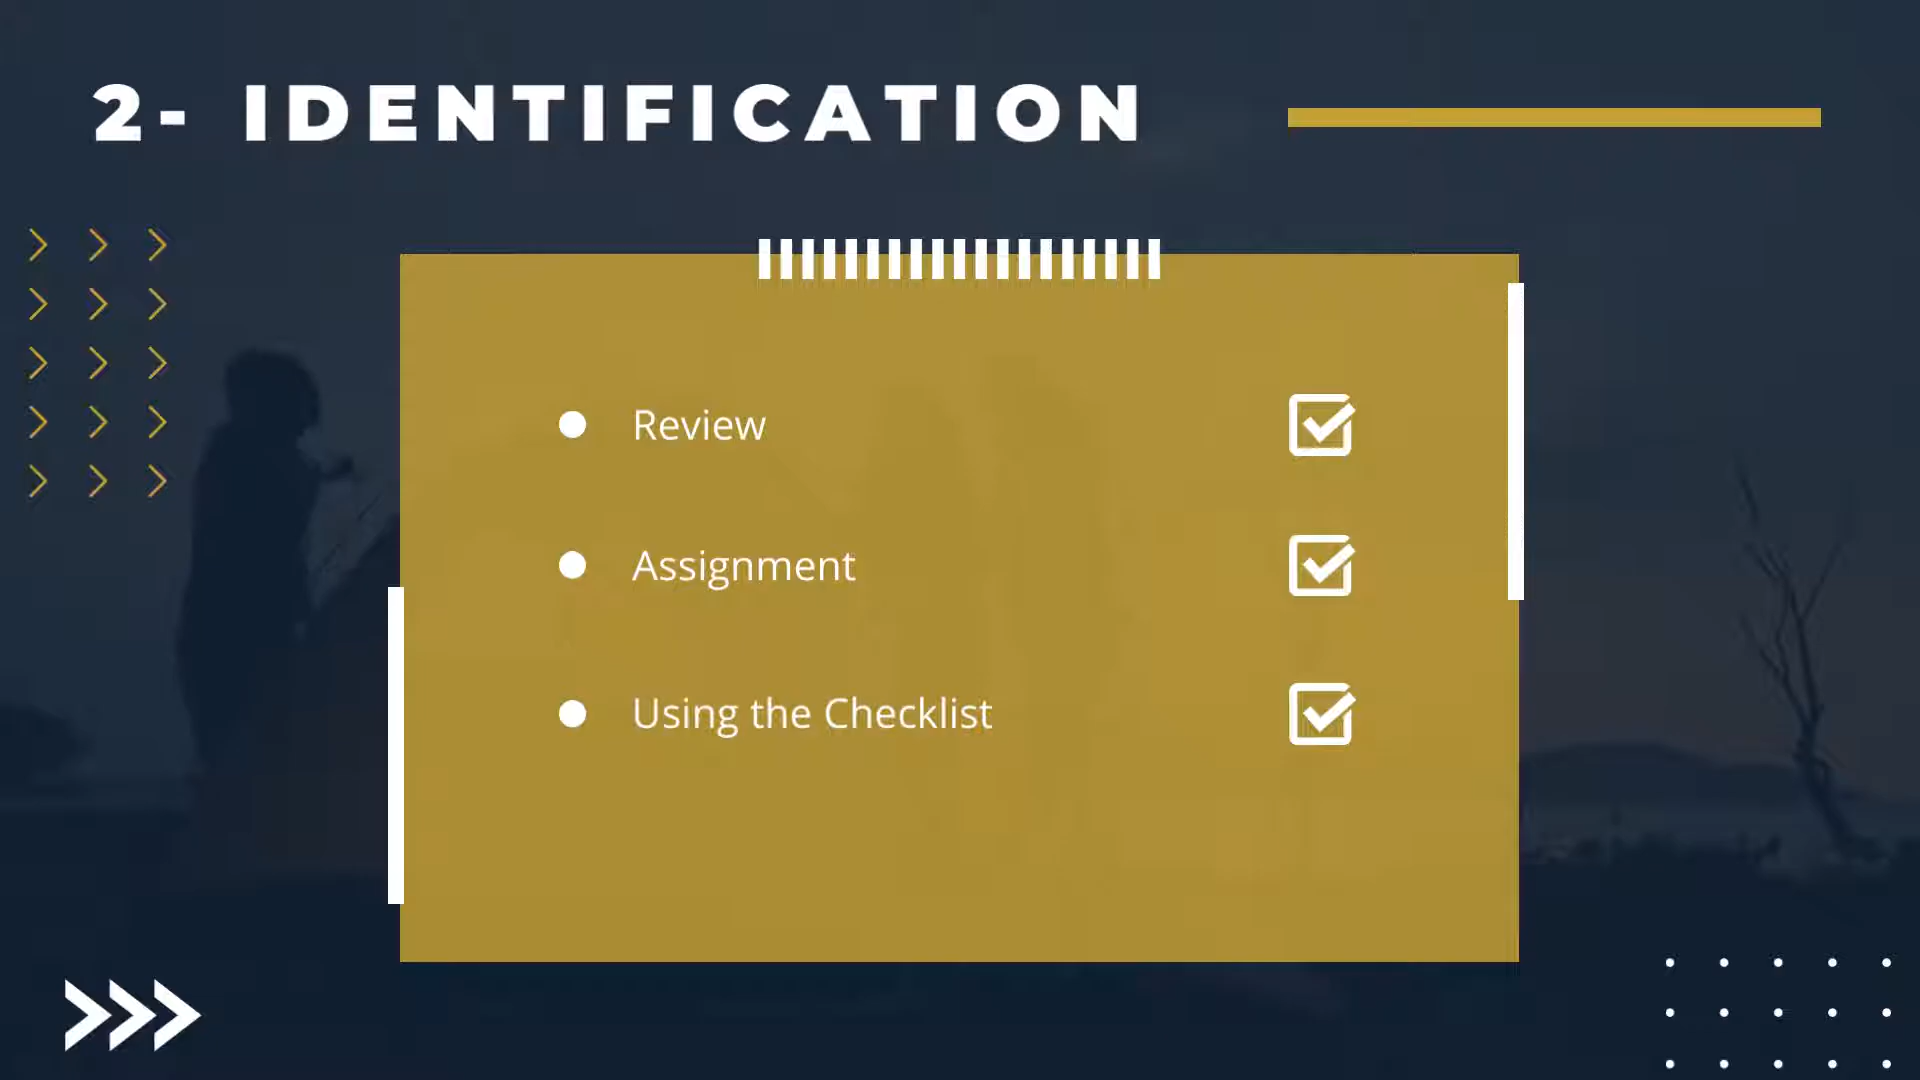 2- IDENTIFICATION
Review
Assignment
Using the Checklist